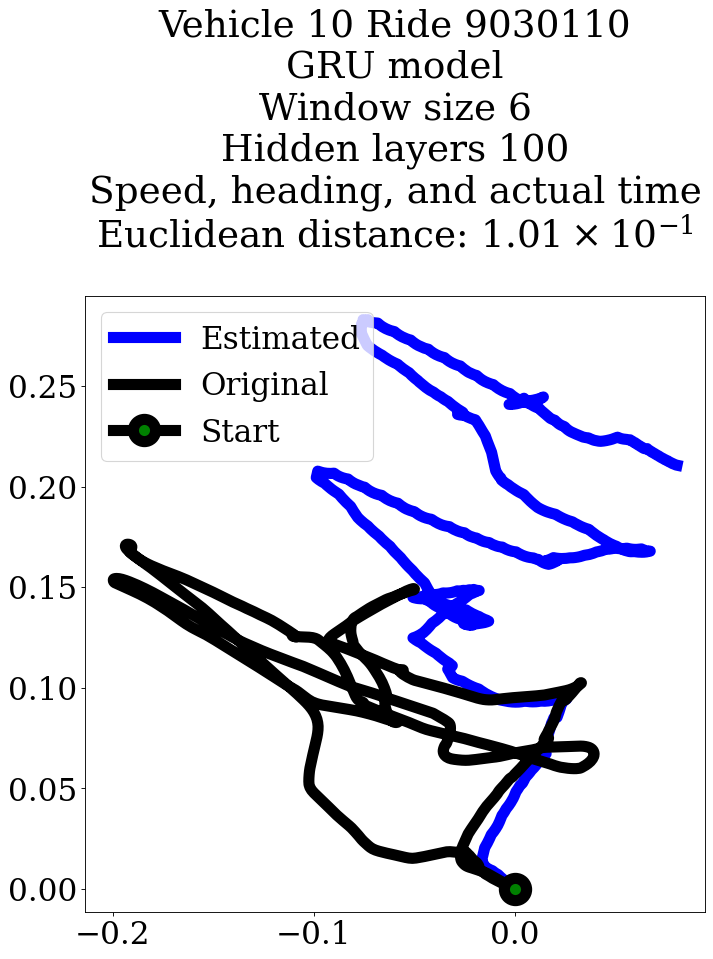 Vehicle 10 Ride 9030110
GRU model
Window size 6
Hidden layers 100
Speed, heading, and actual time
Euclidean distance: 1.01 × 10⁻¹
Estimated
Original
Start
0.25
0.20
0.15
0.10
0.05
0.00
−0.2
−0.1
0.0